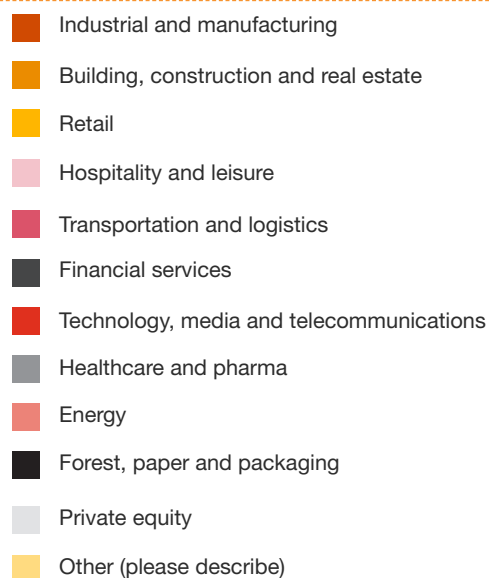 Industrial and manufacturing
Building, construction and real estate
Retail
Hospitality and leisure
Transportation and logistics
Financial services
Technology, media and telecommunications
Healthcare and pharma
Energy
Forest, paper and packaging
Private equity
Other (please describe)